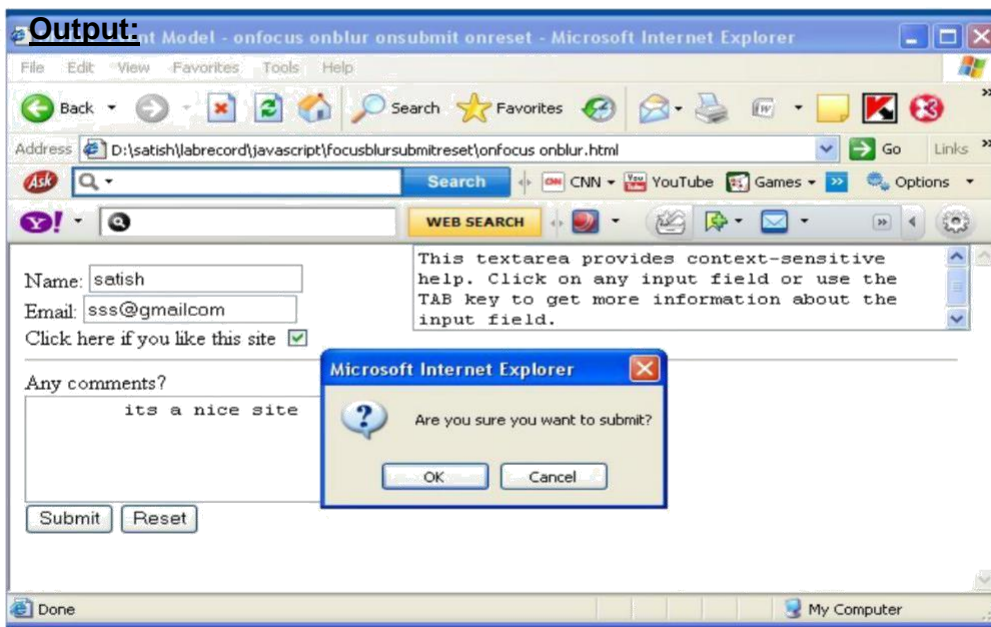 Output:
nt Model - onfocus onblur onsubmit onreset - Microsoft Internet Explorer
File Edit View Favorites Tools Help
Back Search Favorites
Address D:\satish\labrecord\javascript\focusblursubmitreset\onfocus onblur.html Go Links »
Ask Search CNN YouTube Games » Options
Y! WEB SEARCH »
This textarea provides context-sensitive
help. Click on any input field or use the
TAB key to get more information about the
input field.
Name: satish
Email: sss@gmailcom
Click here if you like this site
Any comments?
its a nice site
Microsoft Internet Explorer
Are you sure you want to submit?
OK Cancel
Submit Reset
Done My Computer